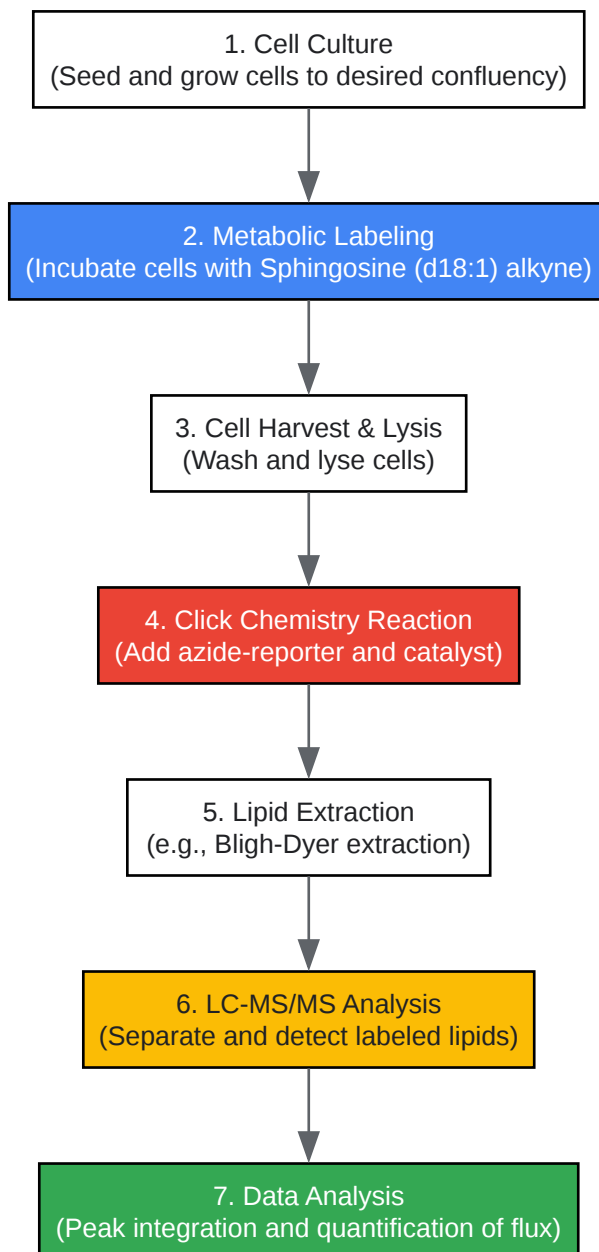 1. Cell Culture
(Seed and grow cells to desired confluency)
2. Metabolic Labeling
(Incubate cells with Sphingosine (d18:1) alkyne)
3. Cell Harvest & Lysis
(Wash and lyse cells)
4. Click Chemistry Reaction
(Add azide-reporter and catalyst)
5. Lipid Extraction
(e.g., Bligh-Dyer extraction)
6. LC-MS/MS Analysis
(Separate and detect labeled lipids)
7. Data Analysis
(Peak integration and quantification of flux)